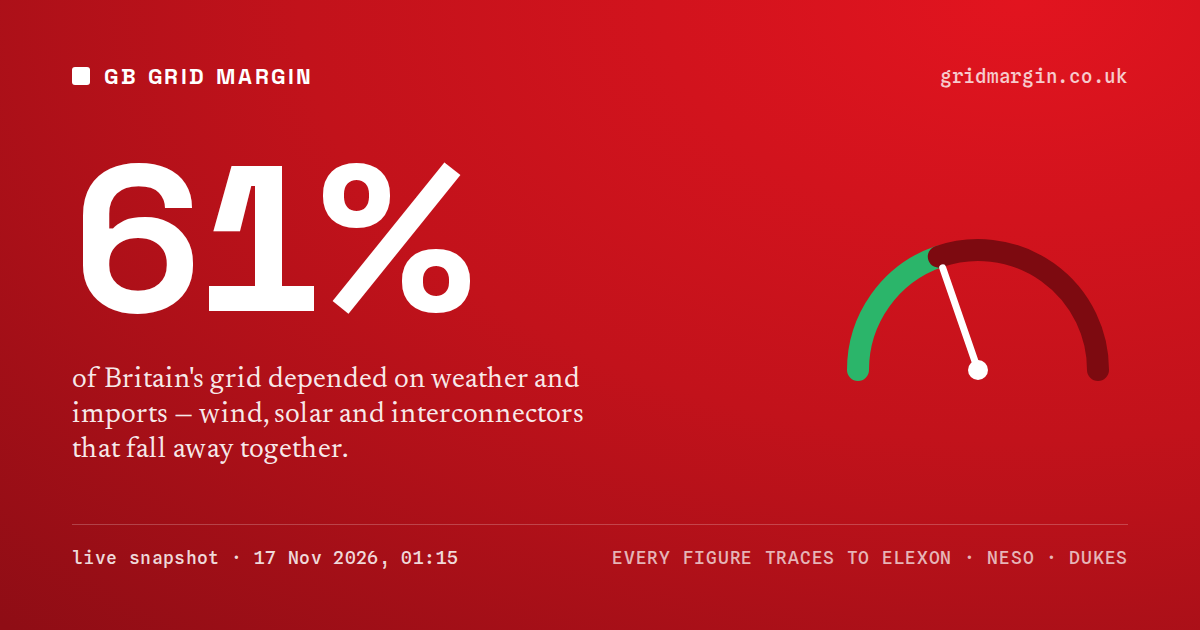 GB GRID MARGIN
gridmargin.co.uk
61%
of Britain's grid depended on weather and
imports — wind, solar and interconnectors
that fall away together.
live snapshot · 17 Nov 2026, 01:15
EVERY FIGURE TRACES TO ELEXON · NESO · DUKES